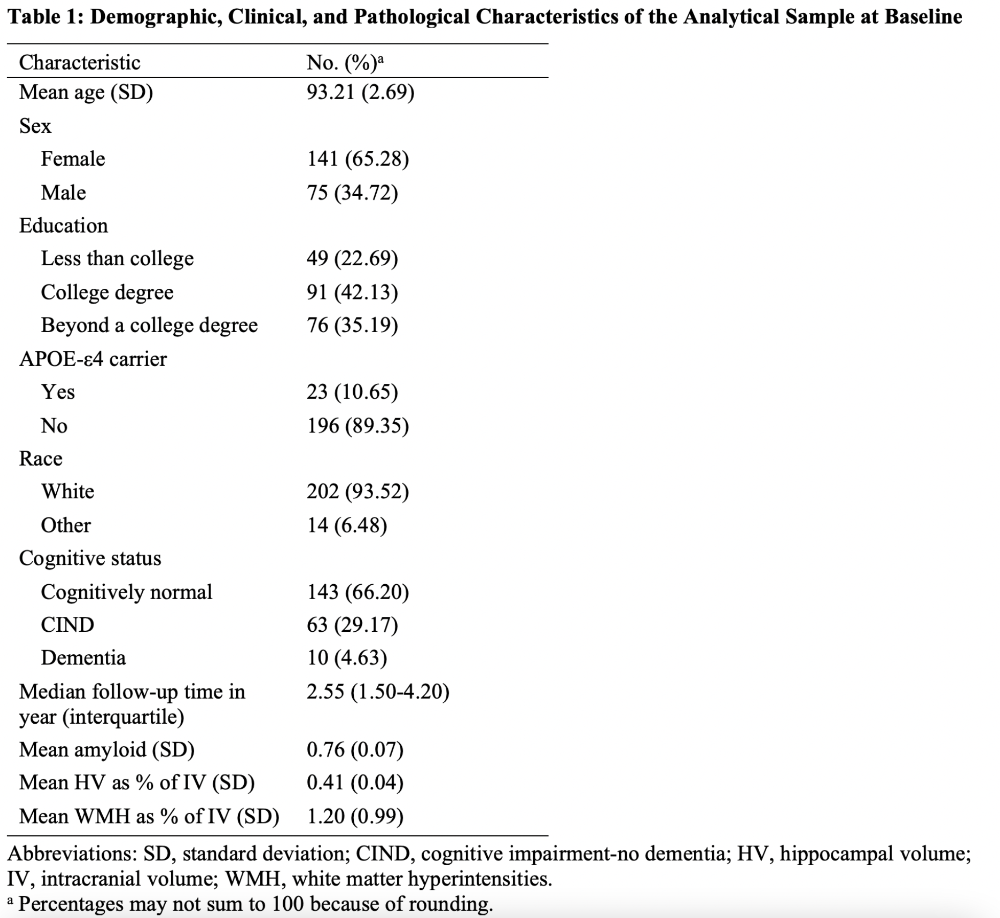 Table 1: Demographic, Clinical, and Pathological Characteristics of the Analytical Sample at Baseline
Characteristic No. (%)ᵃ
Mean age (SD) 93.21 (2.69)
Sex
Female 141 (65.28)
Male 75 (34.72)
Education
Less than college 49 (22.69)
College degree 91 (42.13)
Beyond a college degree 76 (35.19)
APOE-ε4 carrier
Yes 23 (10.65)
No 196 (89.35)
Race
White 202 (93.52)
Other 14 (6.48)
Cognitive status
Cognitively normal 143 (66.20)
CIND 63 (29.17)
Dementia 10 (4.63)
Median follow-up time in 2.55 (1.50-4.20)
year (interquartile)
Mean amyloid (SD) 0.76 (0.07)
Mean HV as % of IV (SD) 0.41 (0.04)
Mean WMH as % of IV (SD) 1.20 (0.99)
Abbreviations: SD, standard deviation; CIND, cognitive impairment-no dementia; HV, hippocampal volume;
IV, intracranial volume; WMH, white matter hyperintensities.
ᵃ Percentages may not sum to 100 because of rounding.